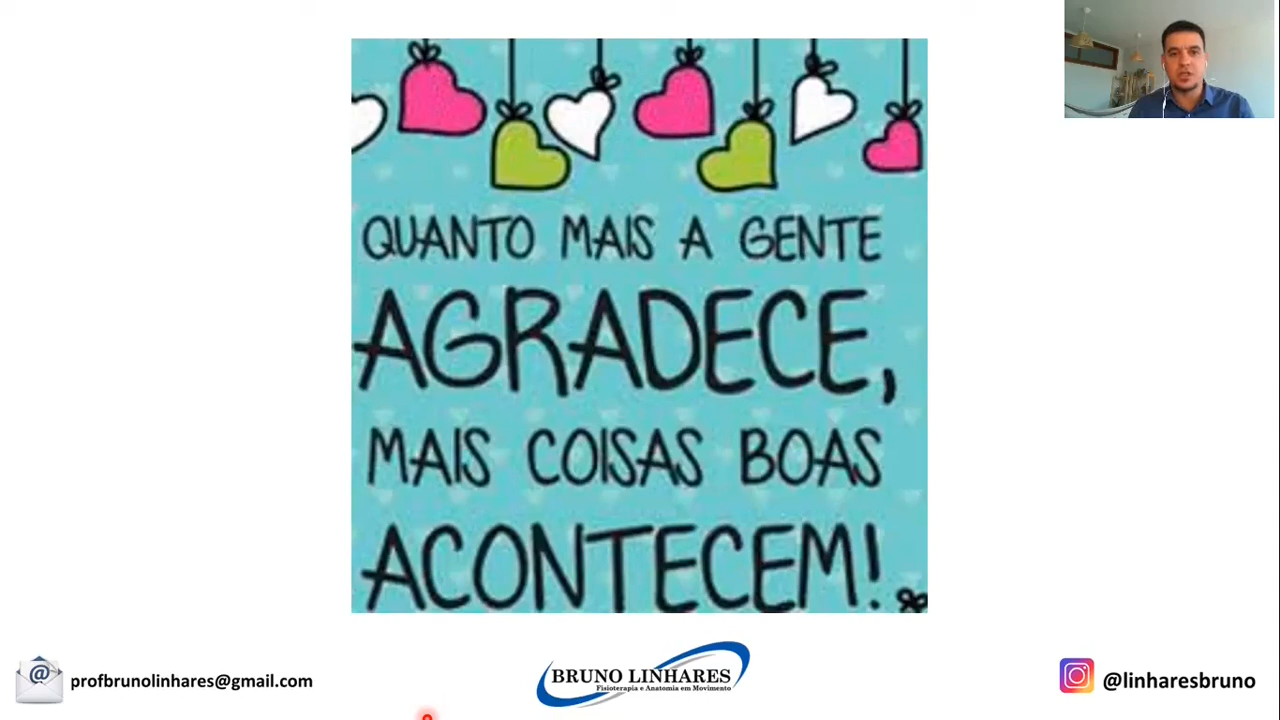 QUANTO MAIS A GENTE
AGRADECE,
MAIS COISAS BOAS
ACONTECEM!
@
profbrunolinhares@gmail.com
BRUNO LINHARES
Fisioterapia e Anatomia em Movimento
@linharesbruno